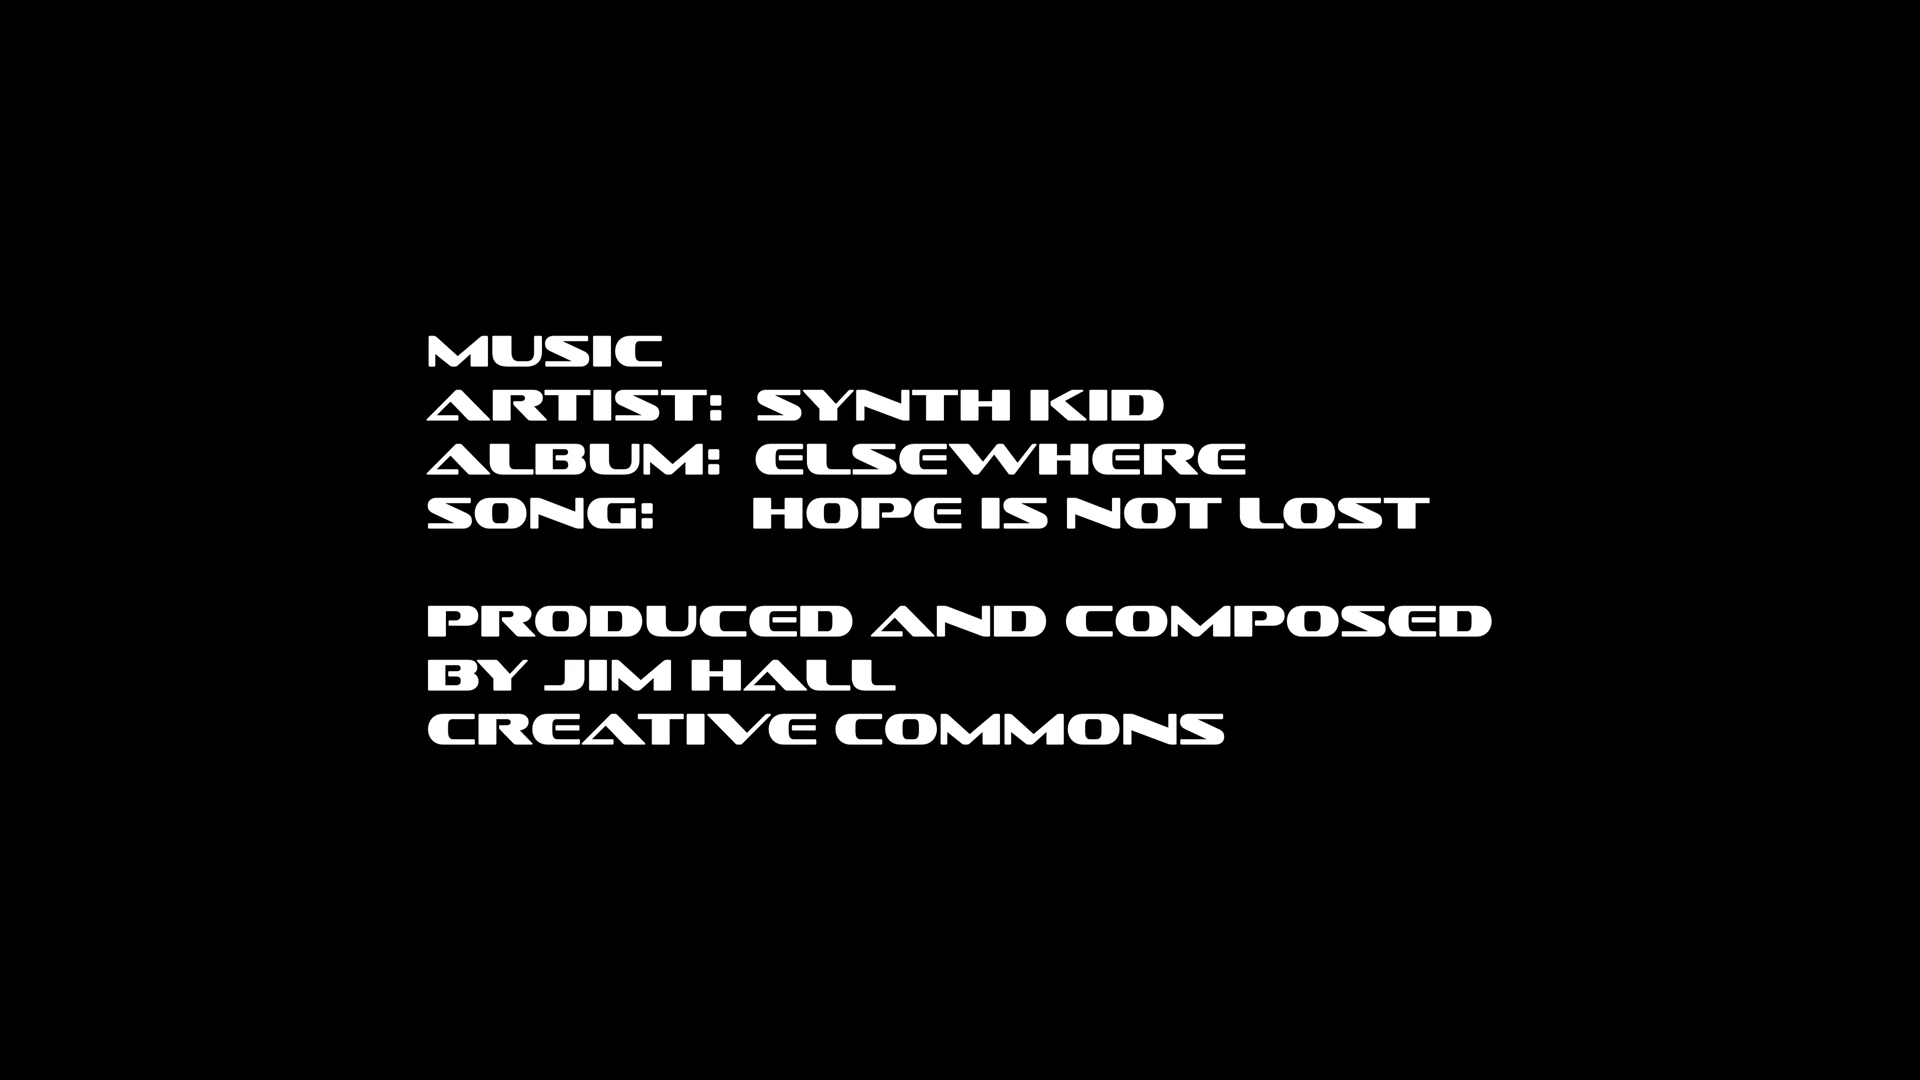 MUSIC
ARTIST: SYNTH KID
ALBUM: ELSEWHERE
SONG: HOPE IS NOT LOST
PRODUCED AND COMPOSED
BY JIM HALL
CREATIVE COMMONS